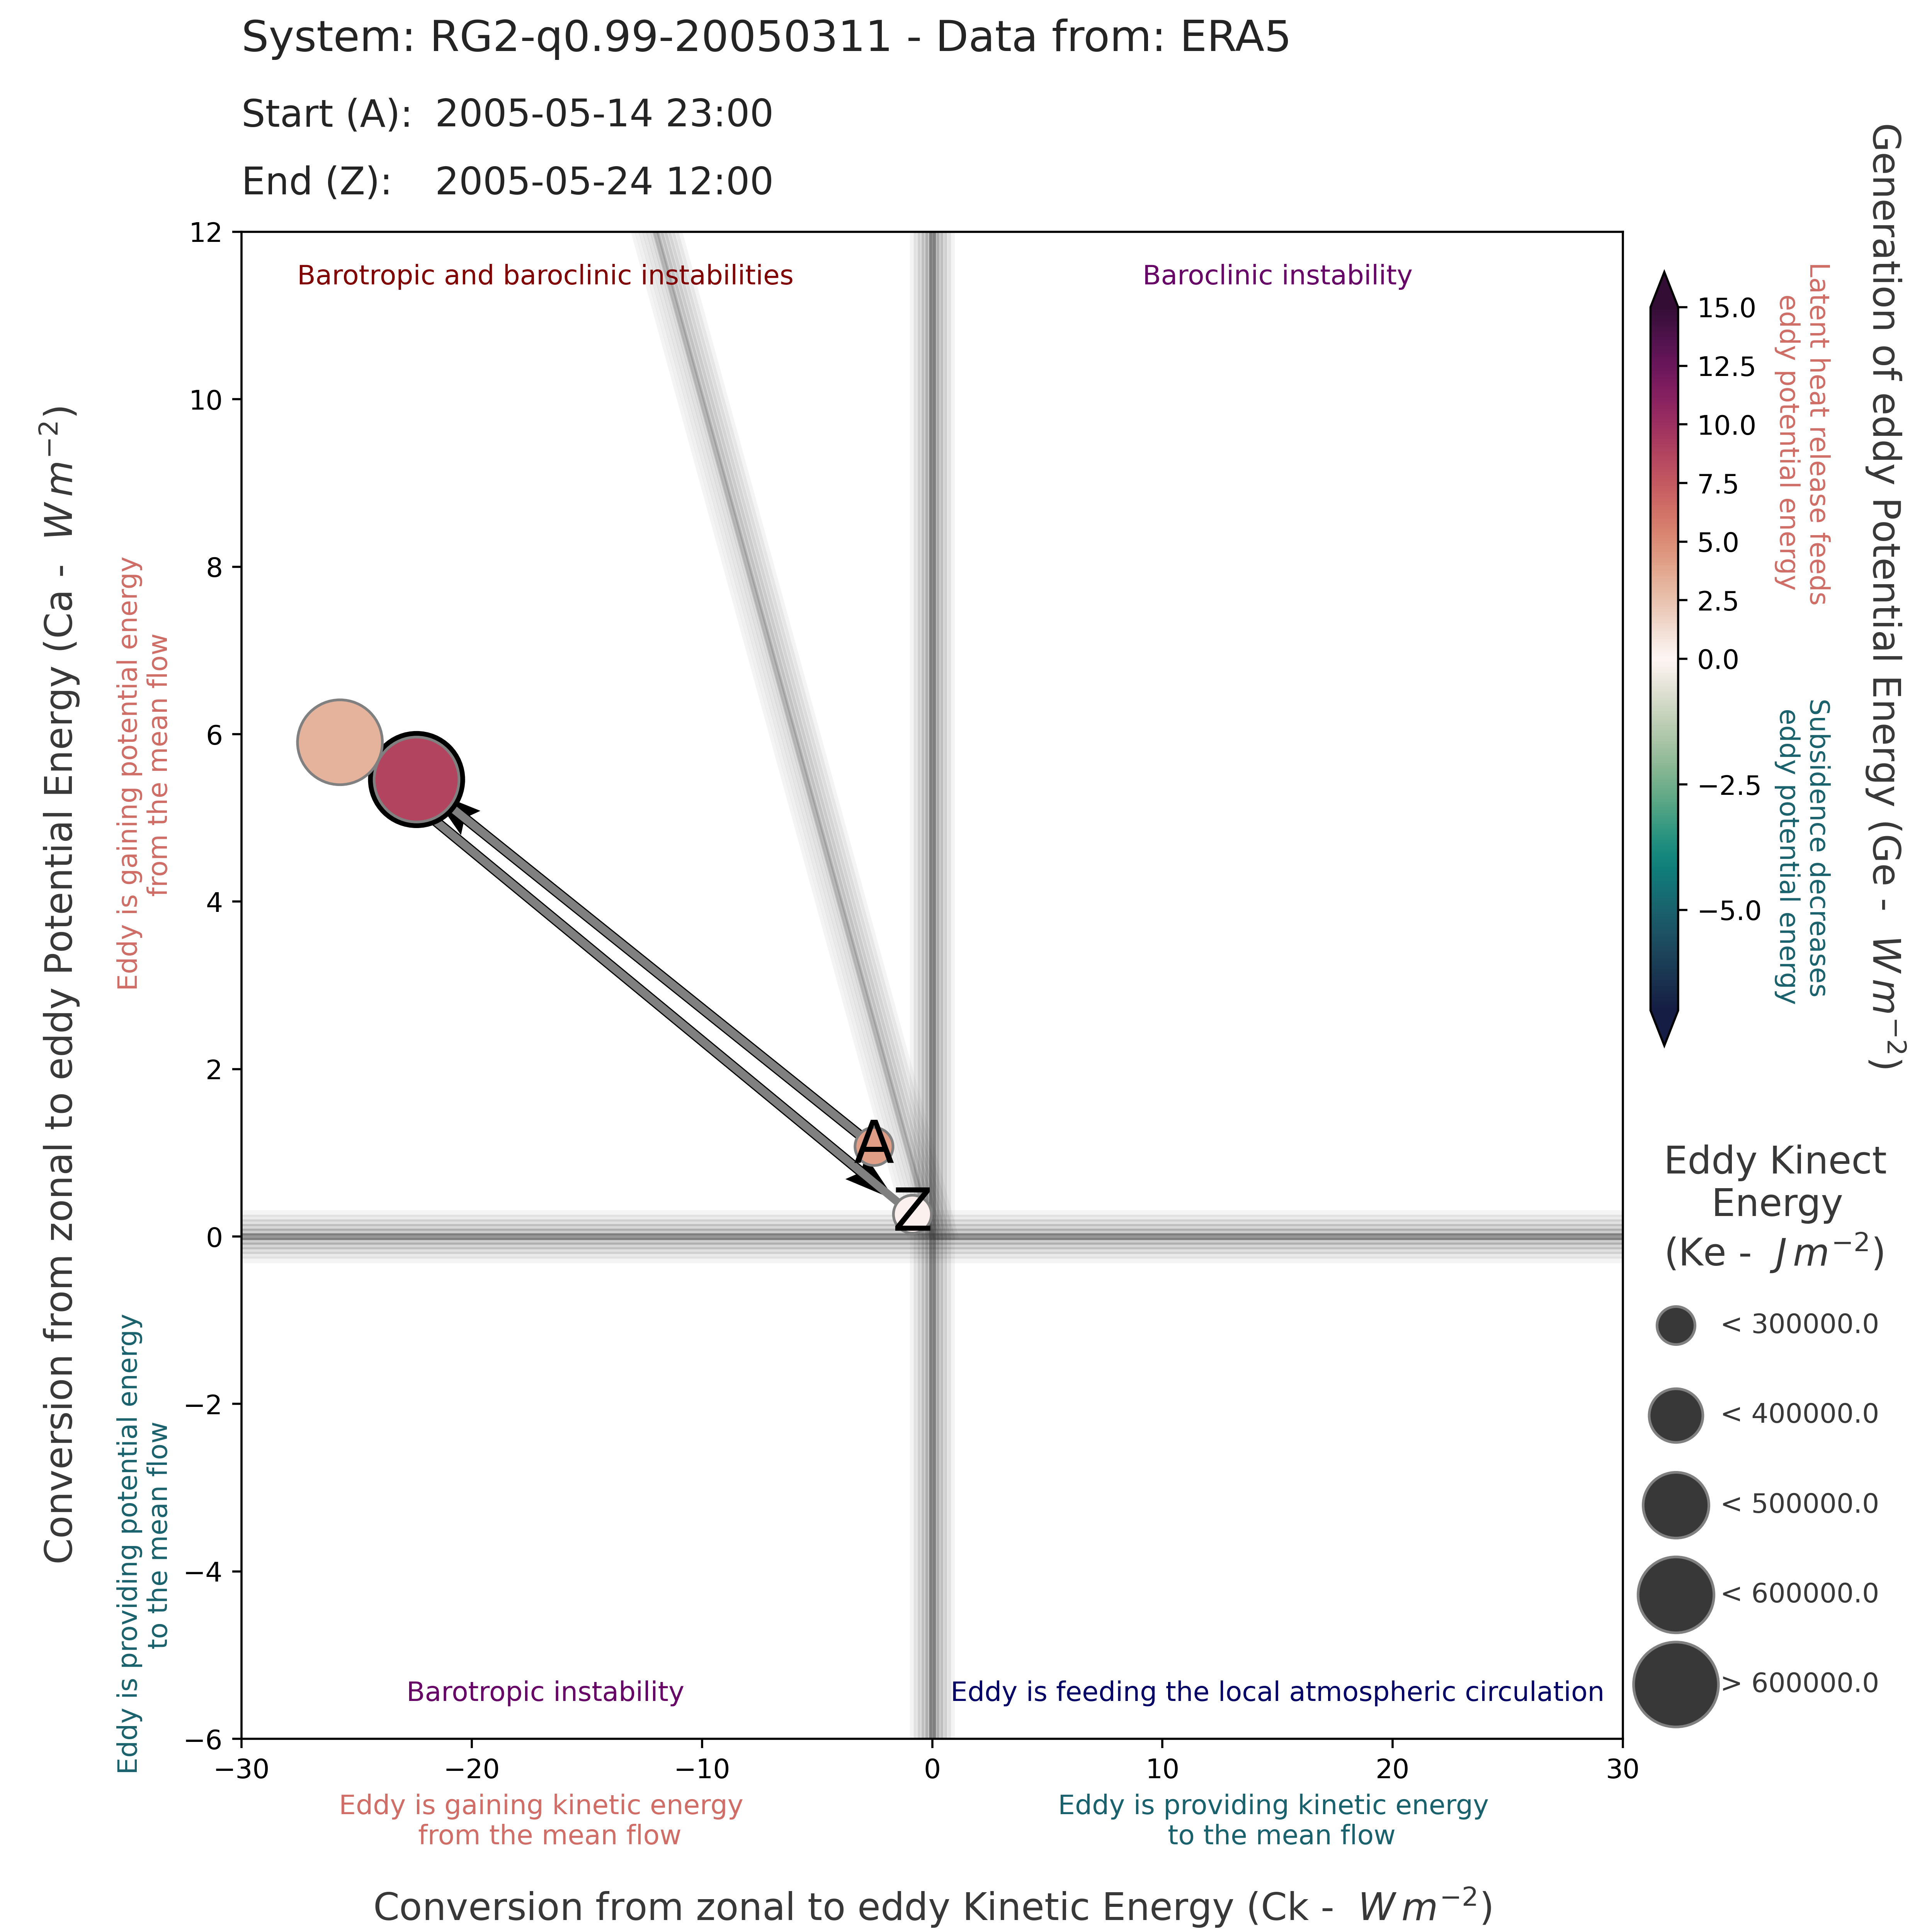 System: RG2-q0.99-20050311 - Data from: ERA5
Start (A): 2005-05-14 23:00
End (Z): 2005-05-24 12:00
Barotropic and baroclinic instabilities
Baroclinic instability
Barotropic instability
Eddy is feeding the local atmospheric circulation
A
Z
12
10
8
6
4
2
0
−2
−4
−6
−30
−20
−10
0
10
20
30
Conversion from zonal to eddy Potential Energy (Ca - W m⁻²)
Eddy is gaining potential energy
from the mean flow
Eddy is providing potential energy
to the mean flow
Eddy is gaining kinetic energy
from the mean flow
Eddy is providing kinetic energy
to the mean flow
Conversion from zonal to eddy Kinetic Energy (Ck - W m⁻²)
15.0
12.5
10.0
7.5
5.0
2.5
0.0
−2.5
−5.0
Latent heat release feeds
eddy potential energy
Subsidence decreases
eddy potential energy
Generation of eddy Potential Energy (Ge - W m⁻²)
Eddy Kinect
Energy
(Ke - J m⁻²)
< 300000.0
< 400000.0
< 500000.0
< 600000.0
> 600000.0